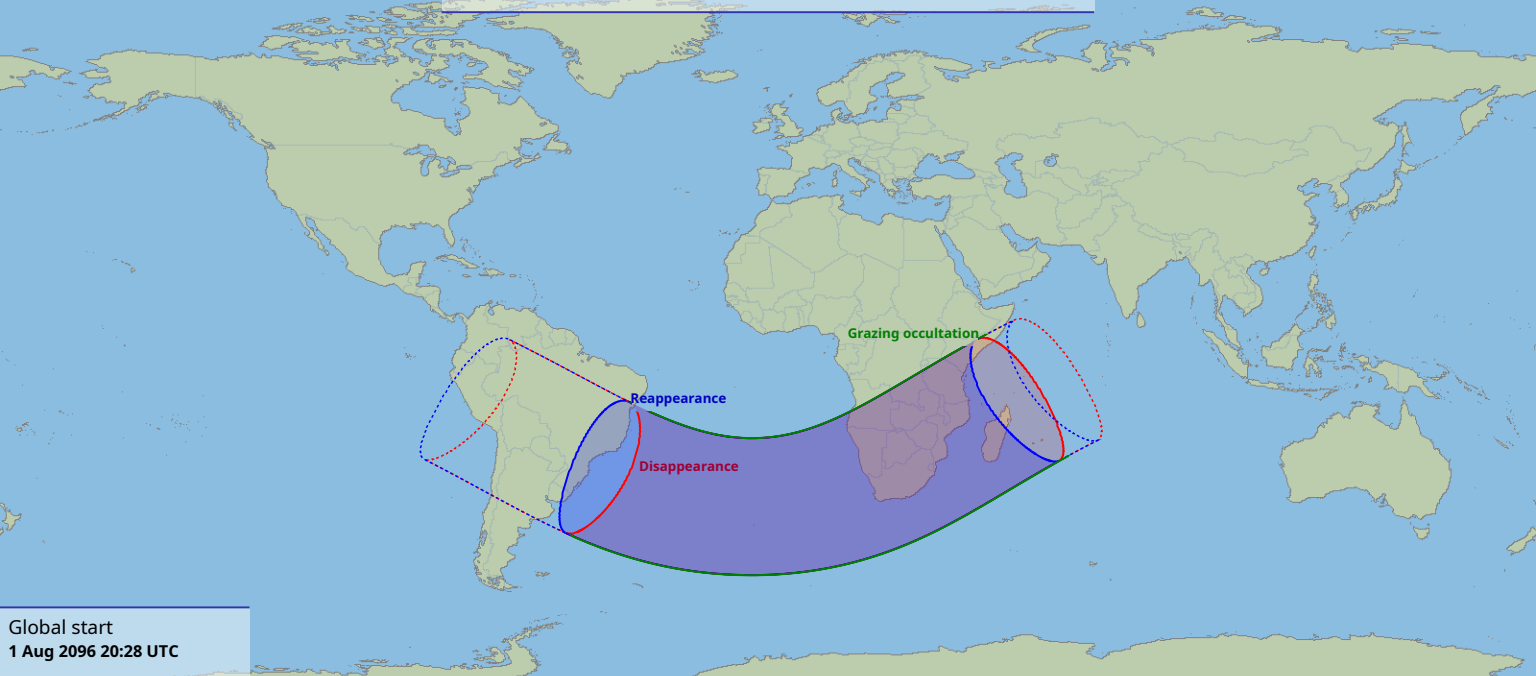 Grazing occultation
Reappearance
Disappearance
Global start
1 Aug 2096 20:28 UTC